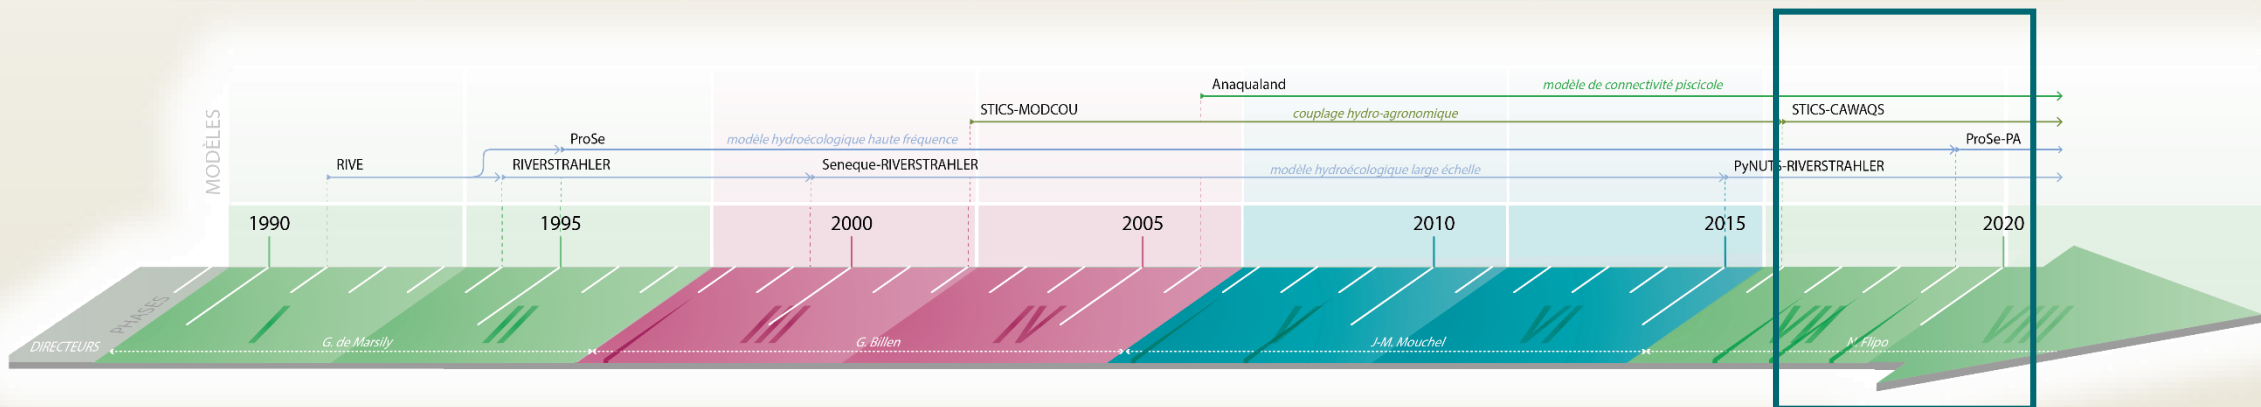 MODÈLES
Anaqualand
modèle de connectivité piscicole
STICS-MODCOU
couplage hydro-agronomique
STICS-CAWAQS
ProSe
modèle hydroécologique haute fréquence
ProSe-PA
RIVE
RIVERSTRAHLER
Seneque-RIVERSTRAHLER
modèle hydroécologique large échelle
PyNUTS-RIVERSTRAHLER
1990
1995
2000
2005
2010
2015
2020
PHASES
I
II
III
IV
V
VI
VII
VIII
DIRECTEURS
G. de Marsily
G. Billen
J-M. Mouchel
N. Flipo